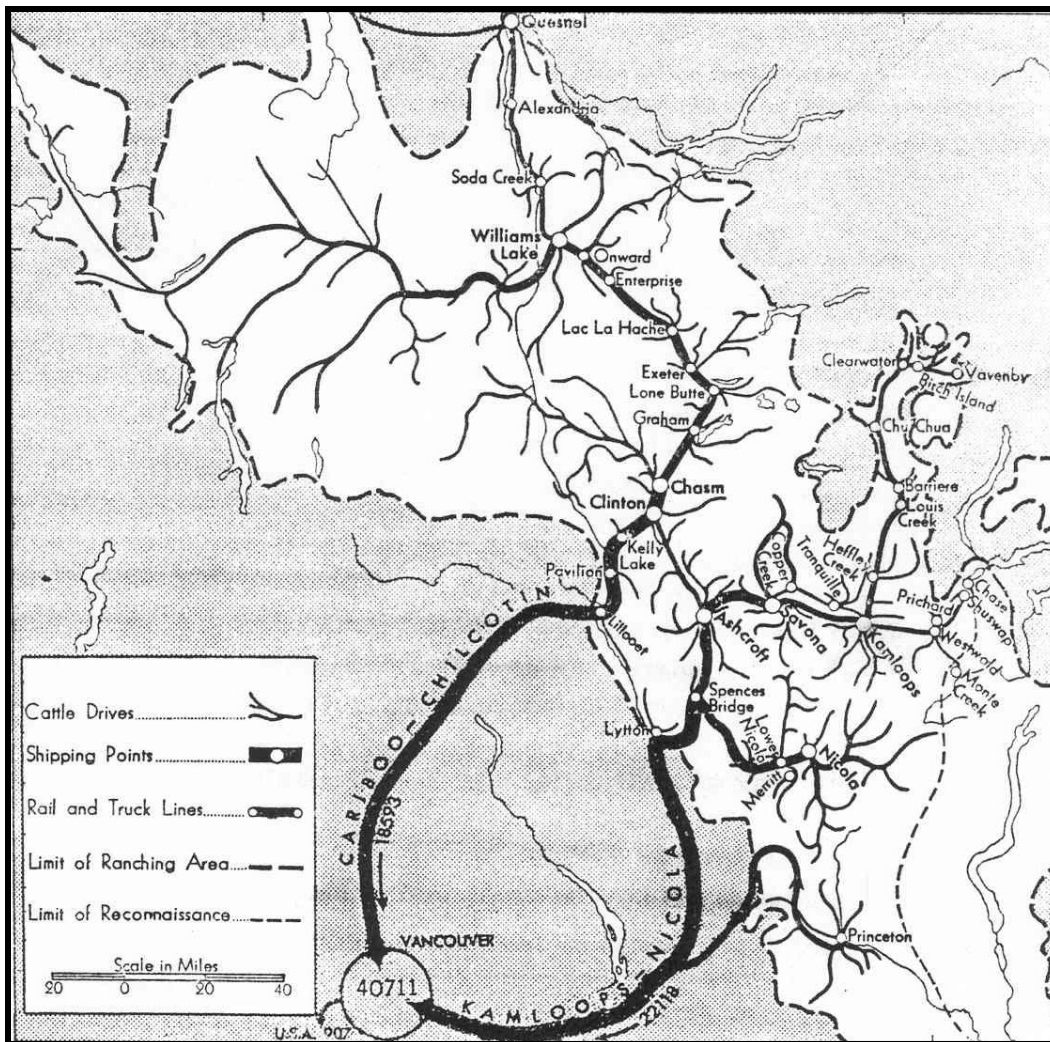 Quesnel
Alexandria
Soda Creek
Williams
Lake
Onward
Enterprise
Lac La Hache
Exeter
Lone Butte
Graham
Clearwater
Birch Island
Vavenby
Chu Chua
Barriere
Louis
Creek
Chasm
Clinton
Kelly
Lake
Pavilion
Copper
Creek
Tranquille
Heffley
Creek
Prichard
Chase
Shuswap
Lillooet
Ashcroft
Savona
Kamloops
Westwold
Monte
Creek
Spences
Bridge
Lytton
Lower
Nicola
Nicola
Merritt
Princeton
CARIBOO - CHILCOTIN
18593
KAMLOOPS - NICOLA
22118
VANCOUVER
40711
U.S.A. 907
Cattle Drives
Shipping Points
Rail and Truck Lines
Limit of Ranching Area
Limit of Reconnaissance
Scale in Miles
20 0 20 40